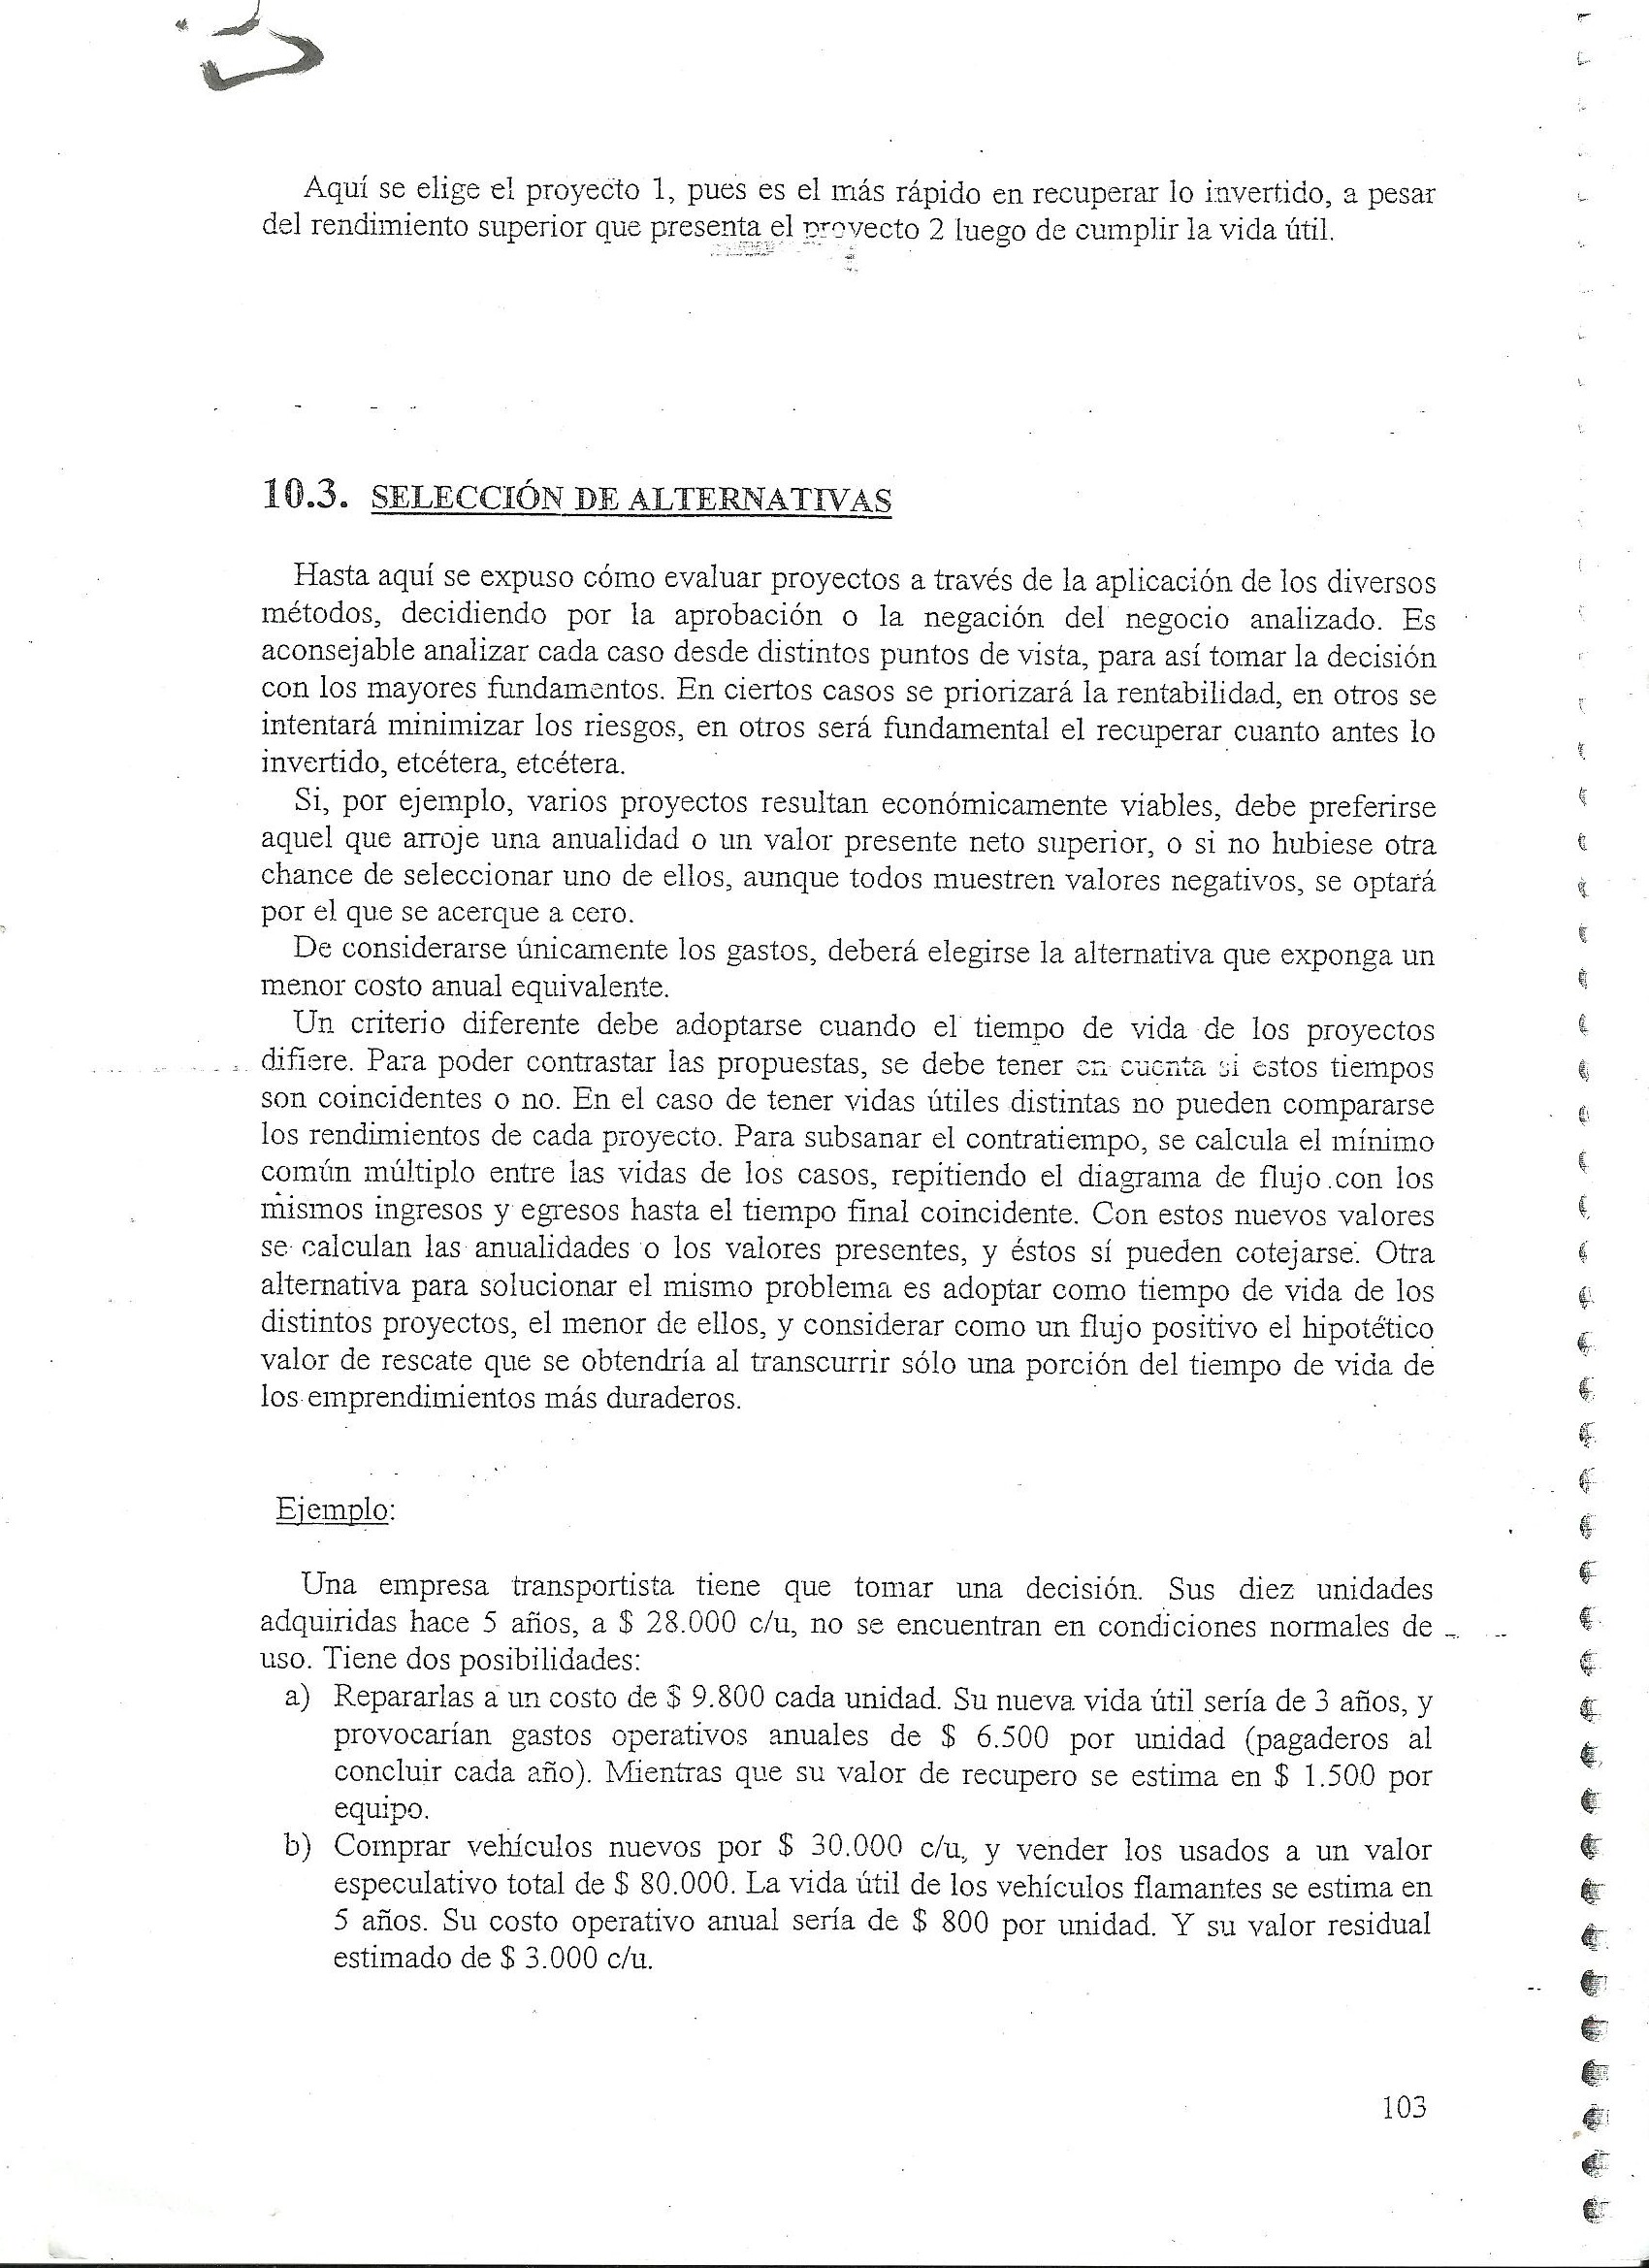 Aquí se elige el proyecto 1, pues es el más rápido en recuperar lo invertido, a pesar
del rendimiento superior que presenta el proyecto 2 luego de cumplir la vida útil.
10.3. SELECCIÓN DE ALTERNATIVAS
Hasta aquí se expuso cómo evaluar proyectos a través de la aplicación de los diversos
métodos, decidiendo por la aprobación o la negación del negocio analizado. Es
aconsejable analizar cada caso desde distintos puntos de vista, para así tomar la decisión
con los mayores fundamentos. En ciertos casos se priorizará la rentabilidad, en otros se
intentará minimizar los riesgos, en otros será fundamental el recuperar cuanto antes lo
invertido, etcétera, etcétera.
Si, por ejemplo, varios proyectos resultan económicamente viables, debe preferirse
aquel que arroje una anualidad o un valor presente neto superior, o si no hubiese otra
chance de seleccionar uno de ellos, aunque todos muestren valores negativos, se optará
por el que se acerque a cero.
De considerarse únicamente los gastos, deberá elegirse la alternativa que exponga un
menor costo anual equivalente.
Un criterio diferente debe adoptarse cuando el tiempo de vida de los proyectos
difiere. Para poder contrastar las propuestas, se debe tener en cuenta si estos tiempos
son coincidentes o no. En el caso de tener vidas útiles distintas no pueden compararse
los rendimientos de cada proyecto. Para subsanar el contratiempo, se calcula el mínimo
común múltiplo entre las vidas de los casos, repitiendo el diagrama de flujo con los
mismos ingresos y egresos hasta el tiempo final coincidente. Con estos nuevos valores
se calculan las anualidades o los valores presentes, y éstos sí pueden cotejarse. Otra
alternativa para solucionar el mismo problema es adoptar como tiempo de vida de los
distintos proyectos, el menor de ellos, y considerar como un flujo positivo el hipotético
valor de rescate que se obtendría al transcurrir sólo una porción del tiempo de vida de
los emprendimientos más duraderos.
Ejemplo:
Una empresa transportista tiene que tomar una decisión. Sus diez unidades
adquiridas hace 5 años, a $ 28.000 c/u, no se encuentran en condiciones normales de
uso. Tiene dos posibilidades:
a) Repararlas a un costo de $ 9.800 cada unidad. Su nueva vida útil sería de 3 años, y
provocarían gastos operativos anuales de $ 6.500 por unidad (pagaderos al
concluir cada año). Mientras que su valor de recupero se estima en $ 1.500 por
equipo.
b) Comprar vehículos nuevos por $ 30.000 c/u, y vender los usados a un valor
especulativo total de $ 80.000. La vida útil de los vehículos flamantes se estima en
5 años. Su costo operativo anual sería de $ 800 por unidad. Y su valor residual
estimado de $ 3.000 c/u.
103